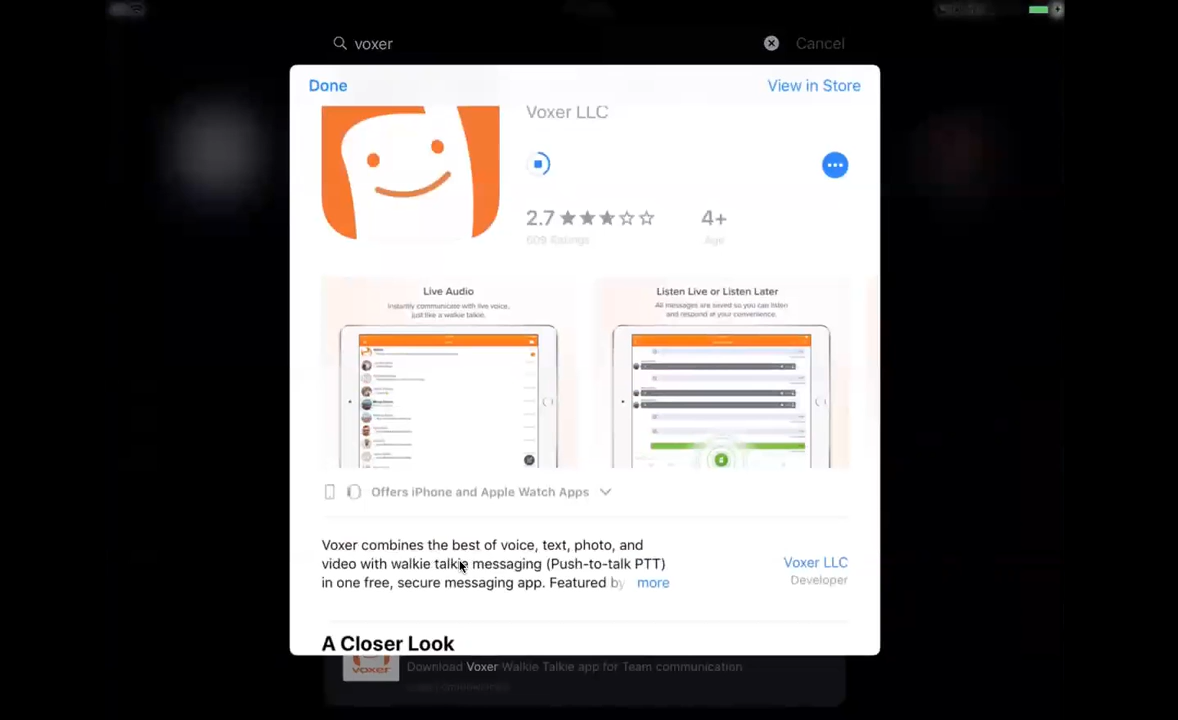 voxer
Cancel
Done
View in Store
Voxer LLC
2.7
4+
609 Ratings
Age
Live Audio
Instantly communicate with live voice,
just like a walkie talkie.
Listen Live or Listen Later
All messages are saved so you can listen
and respond at your convenience.
Offers iPhone and Apple Watch Apps
Voxer combines the best of voice, text, photo, and
video with walkie talkie messaging (Push-to-talk PTT)
in one free, secure messaging app. Featured by more
Voxer LLC
Developer
A Closer Look
voxer
Download Voxer Walkie Talkie app for Team communication